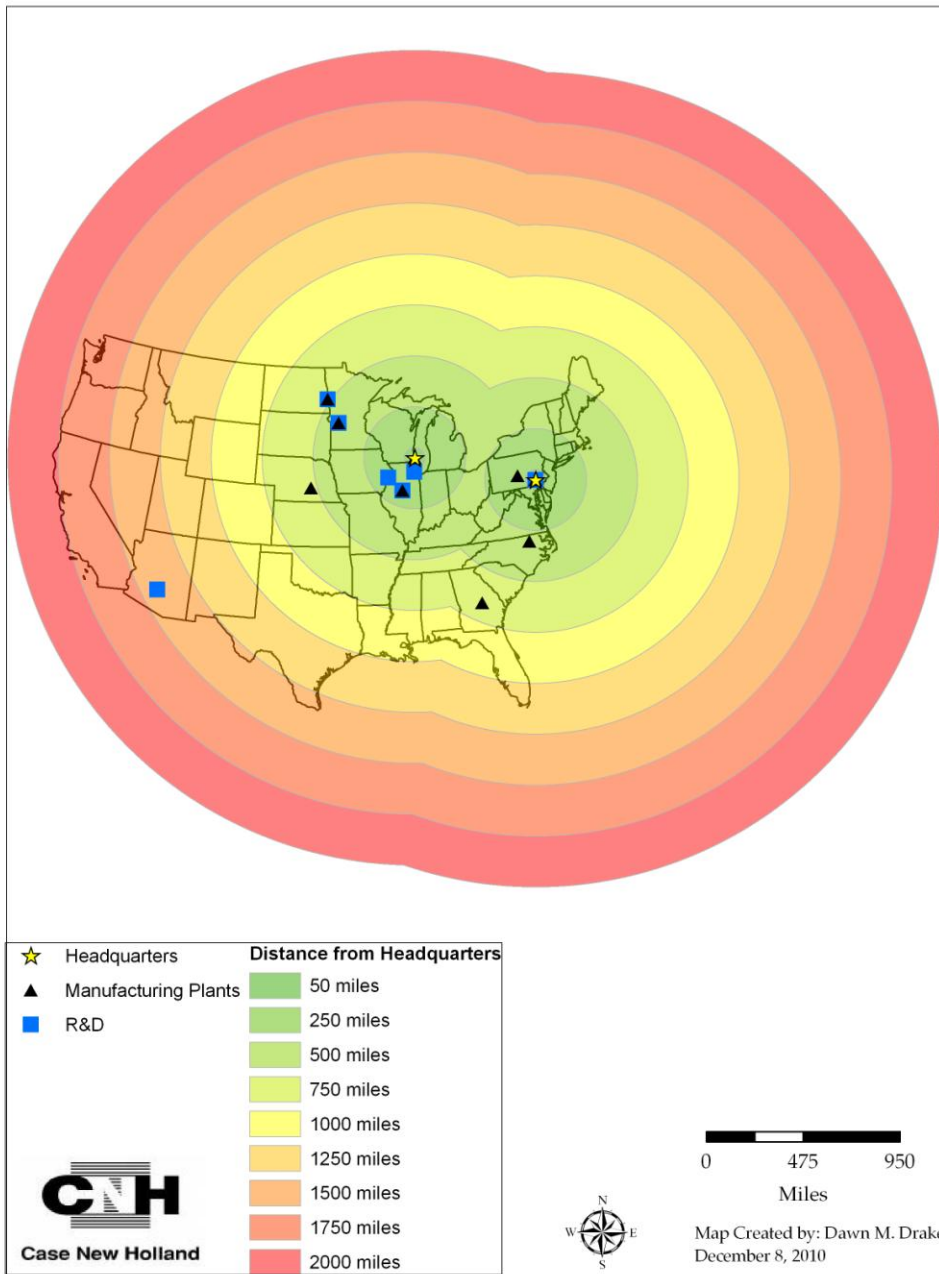 Headquarters
Manufacturing Plants
R&D
Distance from Headquarters
50 miles
250 miles
500 miles
750 miles
1000 miles
1250 miles
1500 miles
1750 miles
2000 miles
CNH
Case New Holland
N
W E
S
0 475 950
Miles
Map Created by: Dawn M. Drake
December 8, 2010